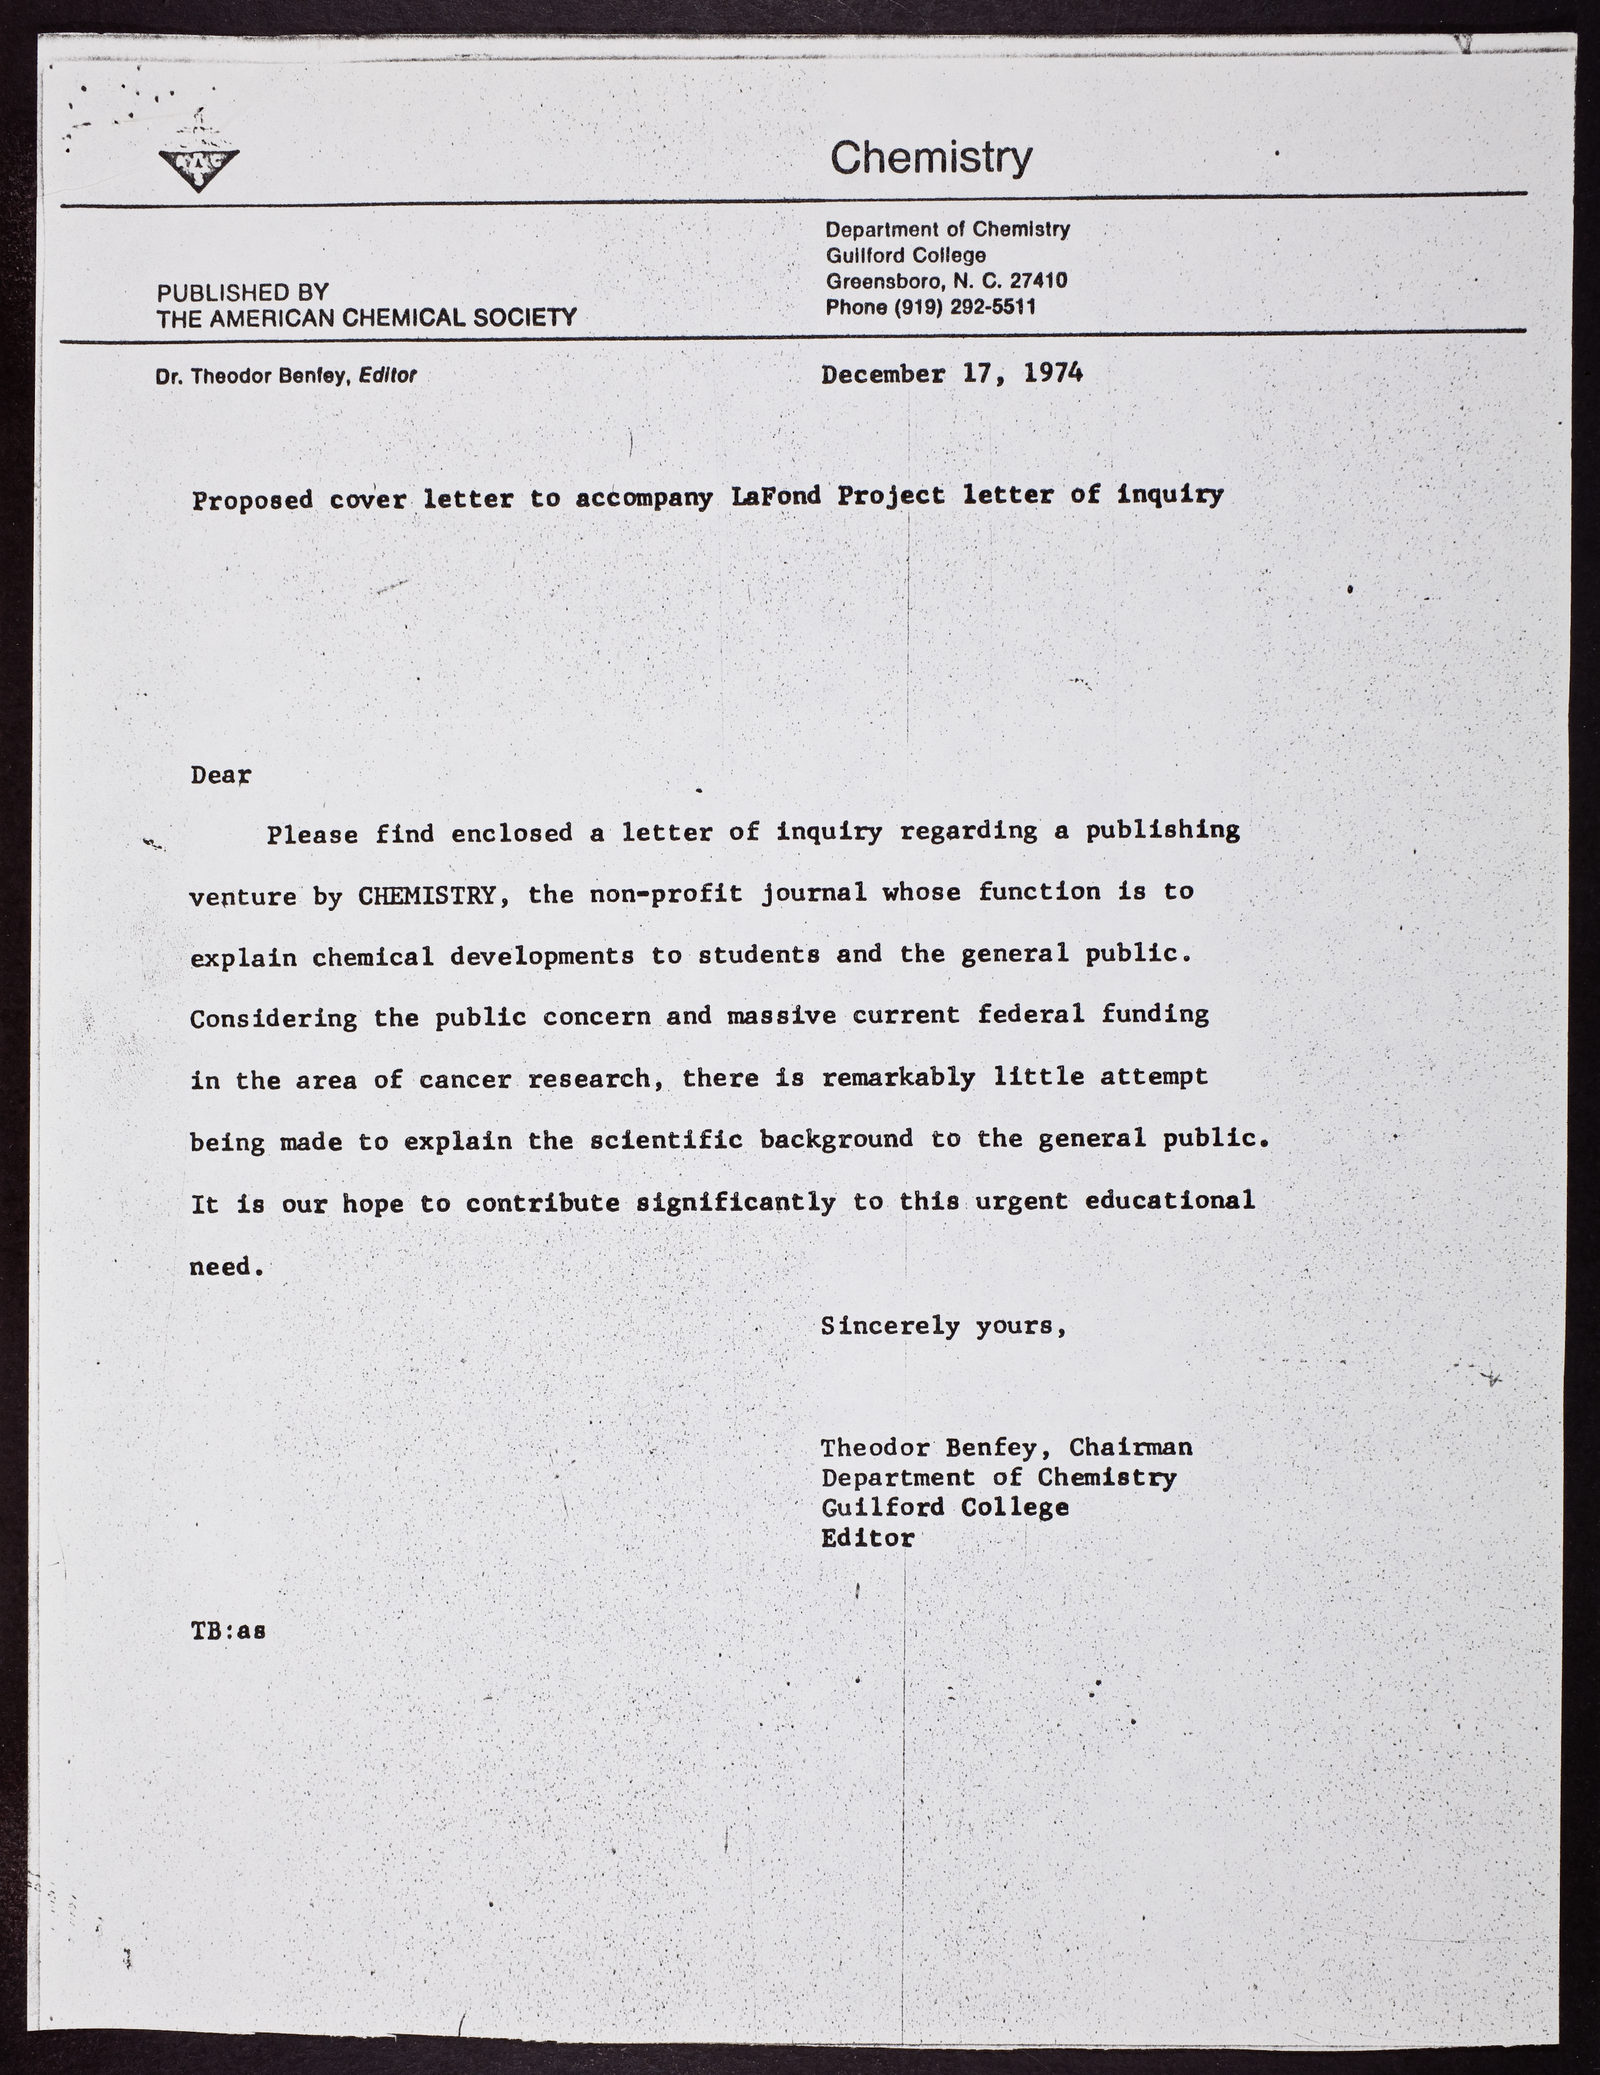 Chemistry
Department of Chemistry
Guilford College
Greensboro, N. C. 27410
Phone (919) 292-5511
PUBLISHED BY
THE AMERICAN CHEMICAL SOCIETY
Dr. Theodor Benfey, Editor
December 17, 1974
Proposed cover letter to accompany LaFond Project letter of inquiry
Dear
Please find enclosed a letter of inquiry regarding a publishing
venture by CHEMISTRY, the non-profit journal whose function is to
explain chemical developments to students and the general public.
Considering the public concern and massive current federal funding
in the area of cancer research, there is remarkably little attempt
being made to explain the scientific background to the general public.
It is our hope to contribute significantly to this urgent educational
need.
Sincerely yours,
Theodor Benfey, Chairman
Department of Chemistry
Guilford College
Editor
TB:as